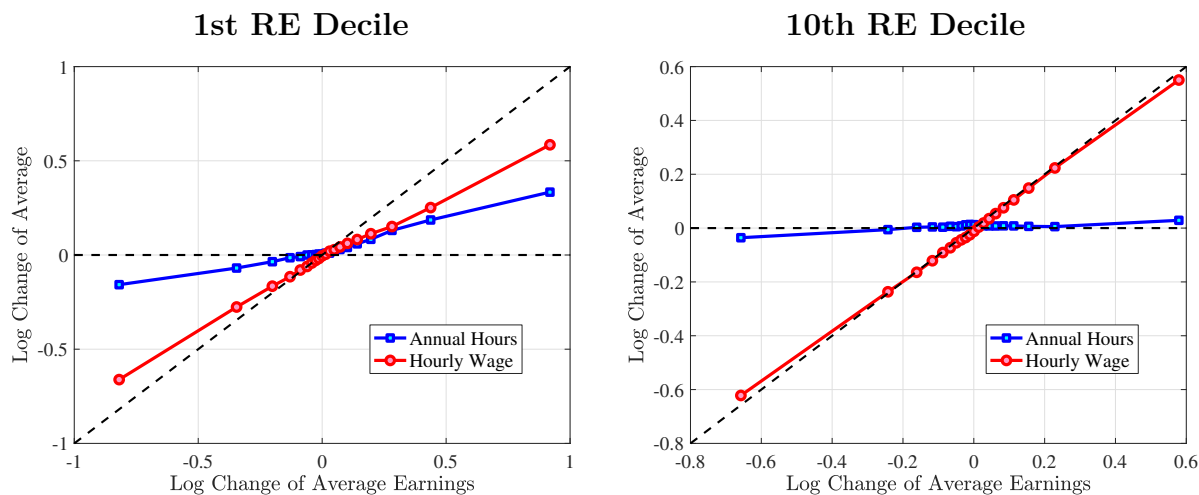 1st RE Decile
1
0.5
0
-0.5
-1
-1
-0.5
0
0.5
1
Log Change of Average
Log Change of Average Earnings
Annual Hours
Hourly Wage
10th RE Decile
0.6
0.4
0.2
0
-0.2
-0.4
-0.6
-0.8
-0.8
-0.6
-0.4
-0.2
0
0.2
0.4
0.6
Log Change of Average
Log Change of Average Earnings
Annual Hours
Hourly Wage